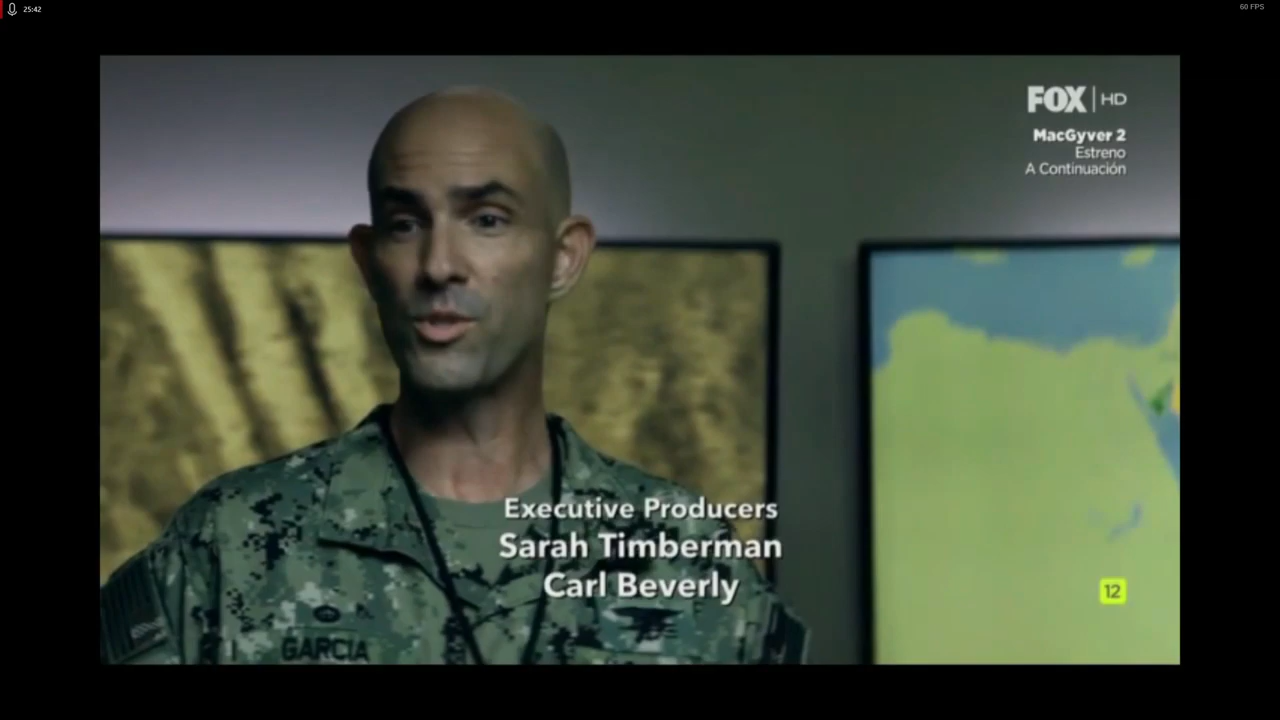 25:42
60 FPS
FOX | HD
MacGyver 2
Estreno
A Continuación
Executive Producers
Sarah Timberman
Carl Beverly
12
GARCIA